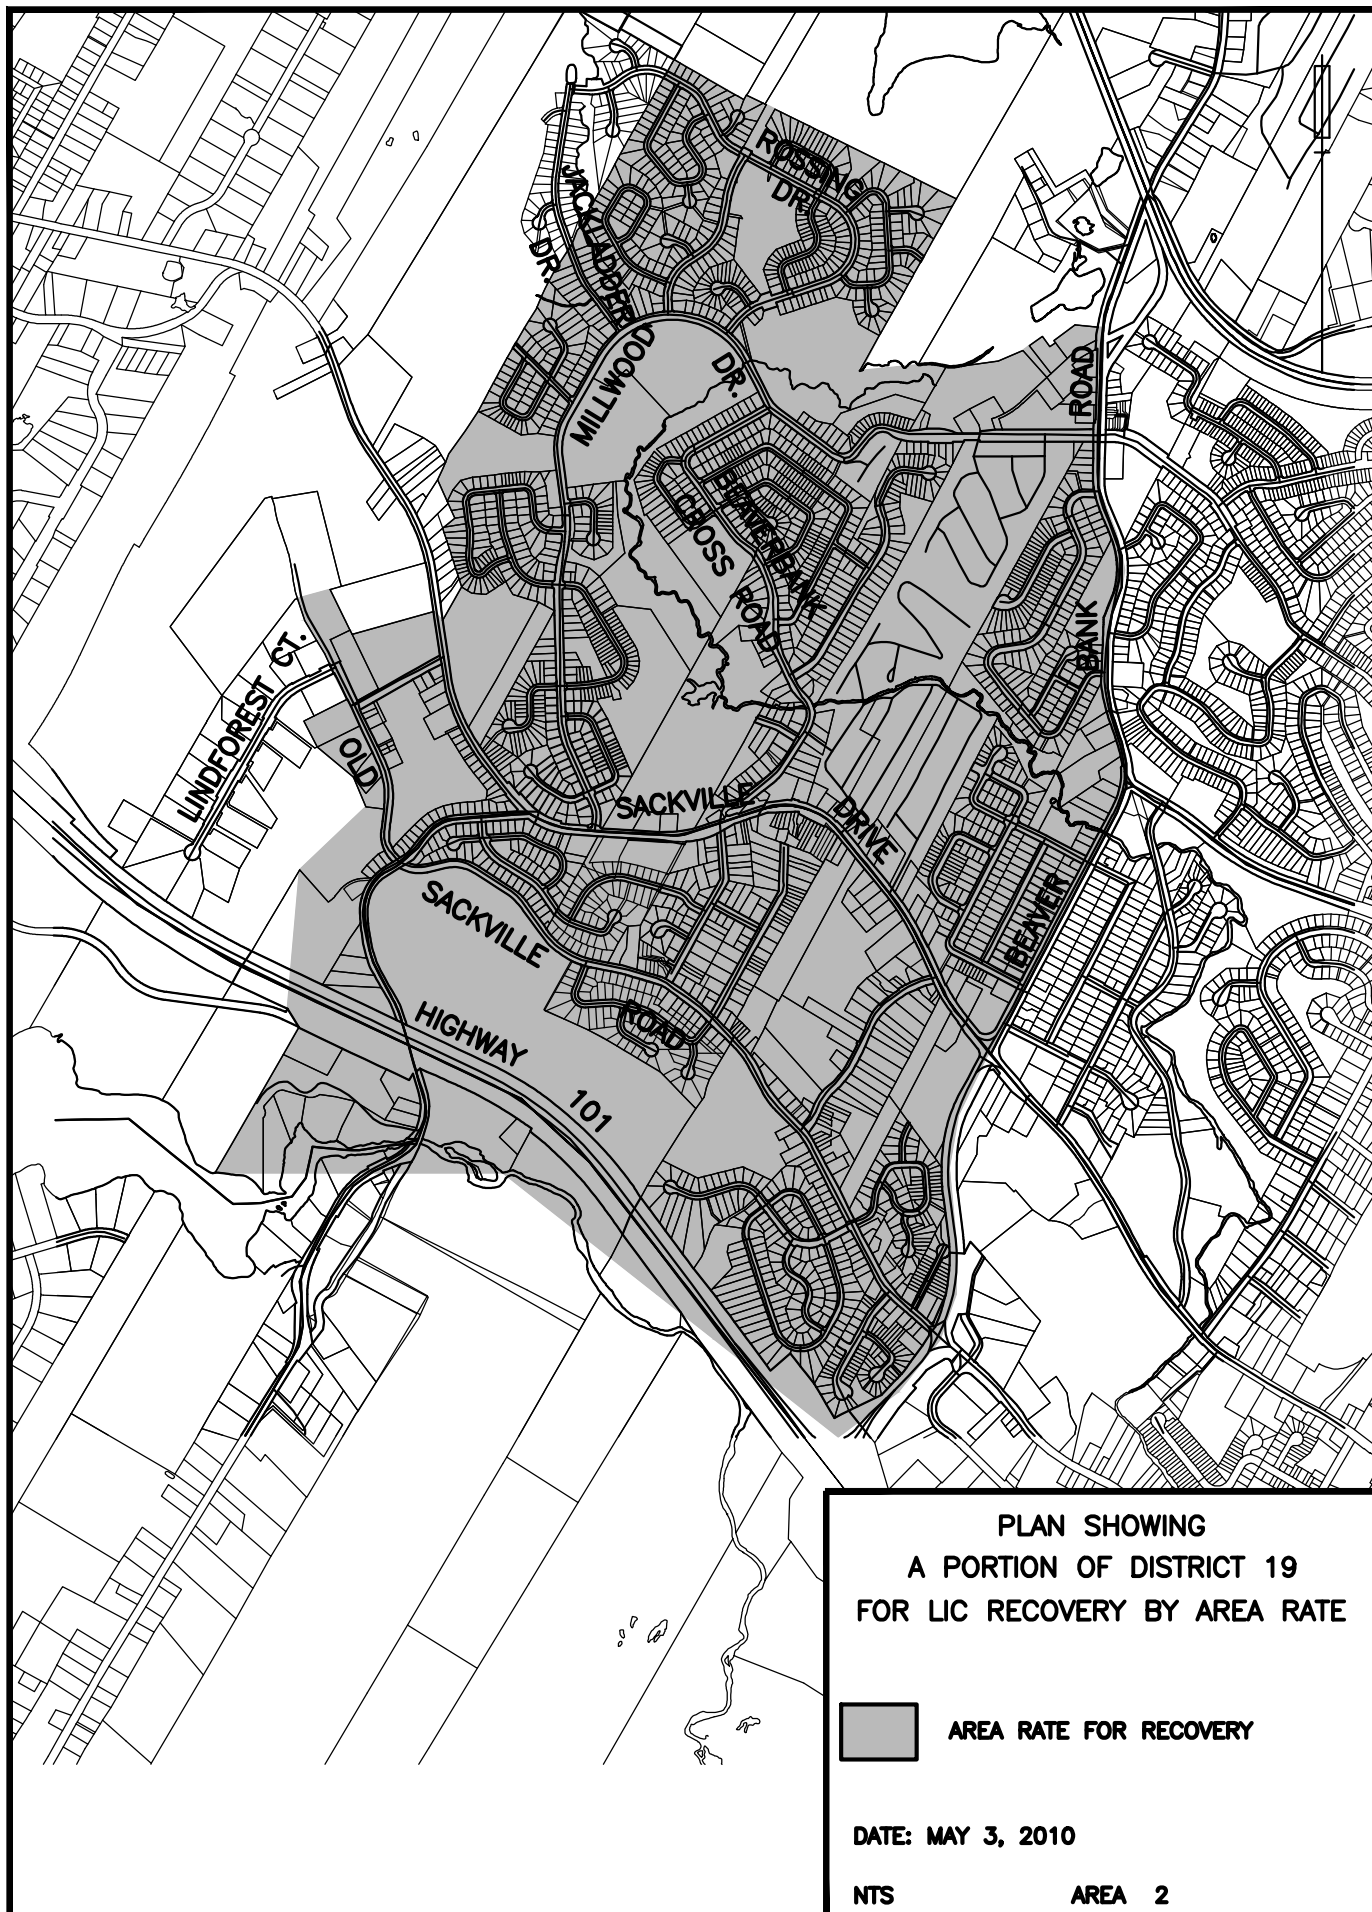 ROSSING
DR.
JACKLADDER
DR.
MILLWOOD
DR.
ROAD
BEAVERBANK
CROSS
ROAD
BANK
LINDFOREST CT.
OLD
SACKVILLE
DRIVE
SACKVILLE
BEAVER
HIGHWAY
ROAD
101
PLAN SHOWING
A PORTION OF DISTRICT 19
FOR LIC RECOVERY BY AREA RATE
AREA RATE FOR RECOVERY
DATE: MAY 3, 2010
NTS AREA 2